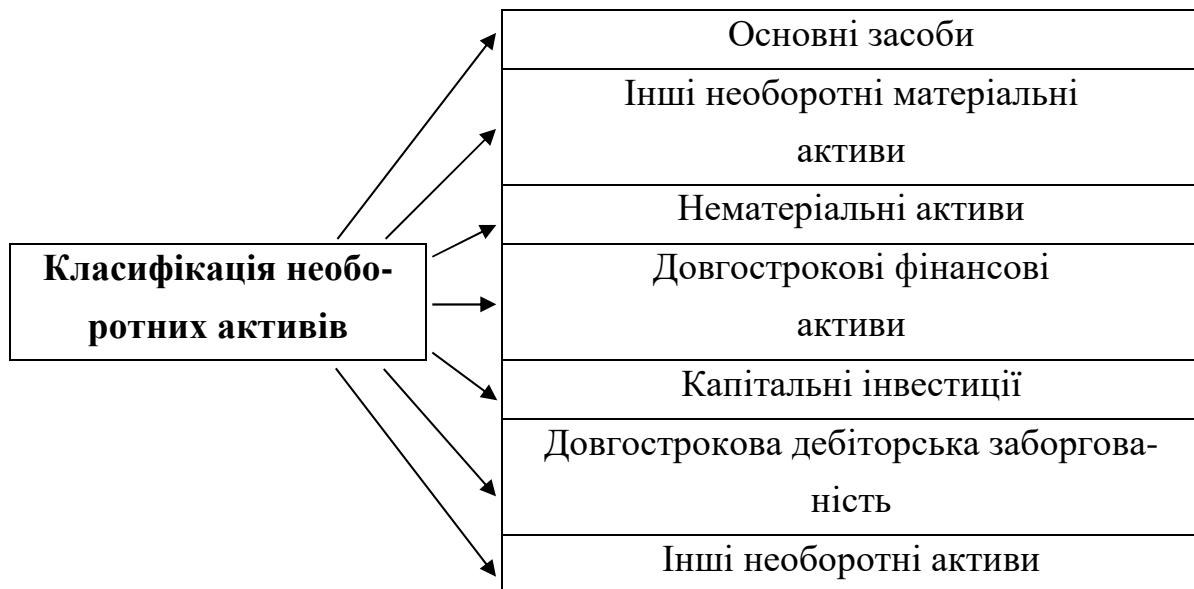 Основні засоби
Інші необоротні матеріальні
активи
Нематеріальні активи
Класифікація необо-
ротних активів
Довгострокові фінансові
активи
Капітальні інвестиції
Довгострокова дебіторська заборгова-
ність
Інші необоротні активи